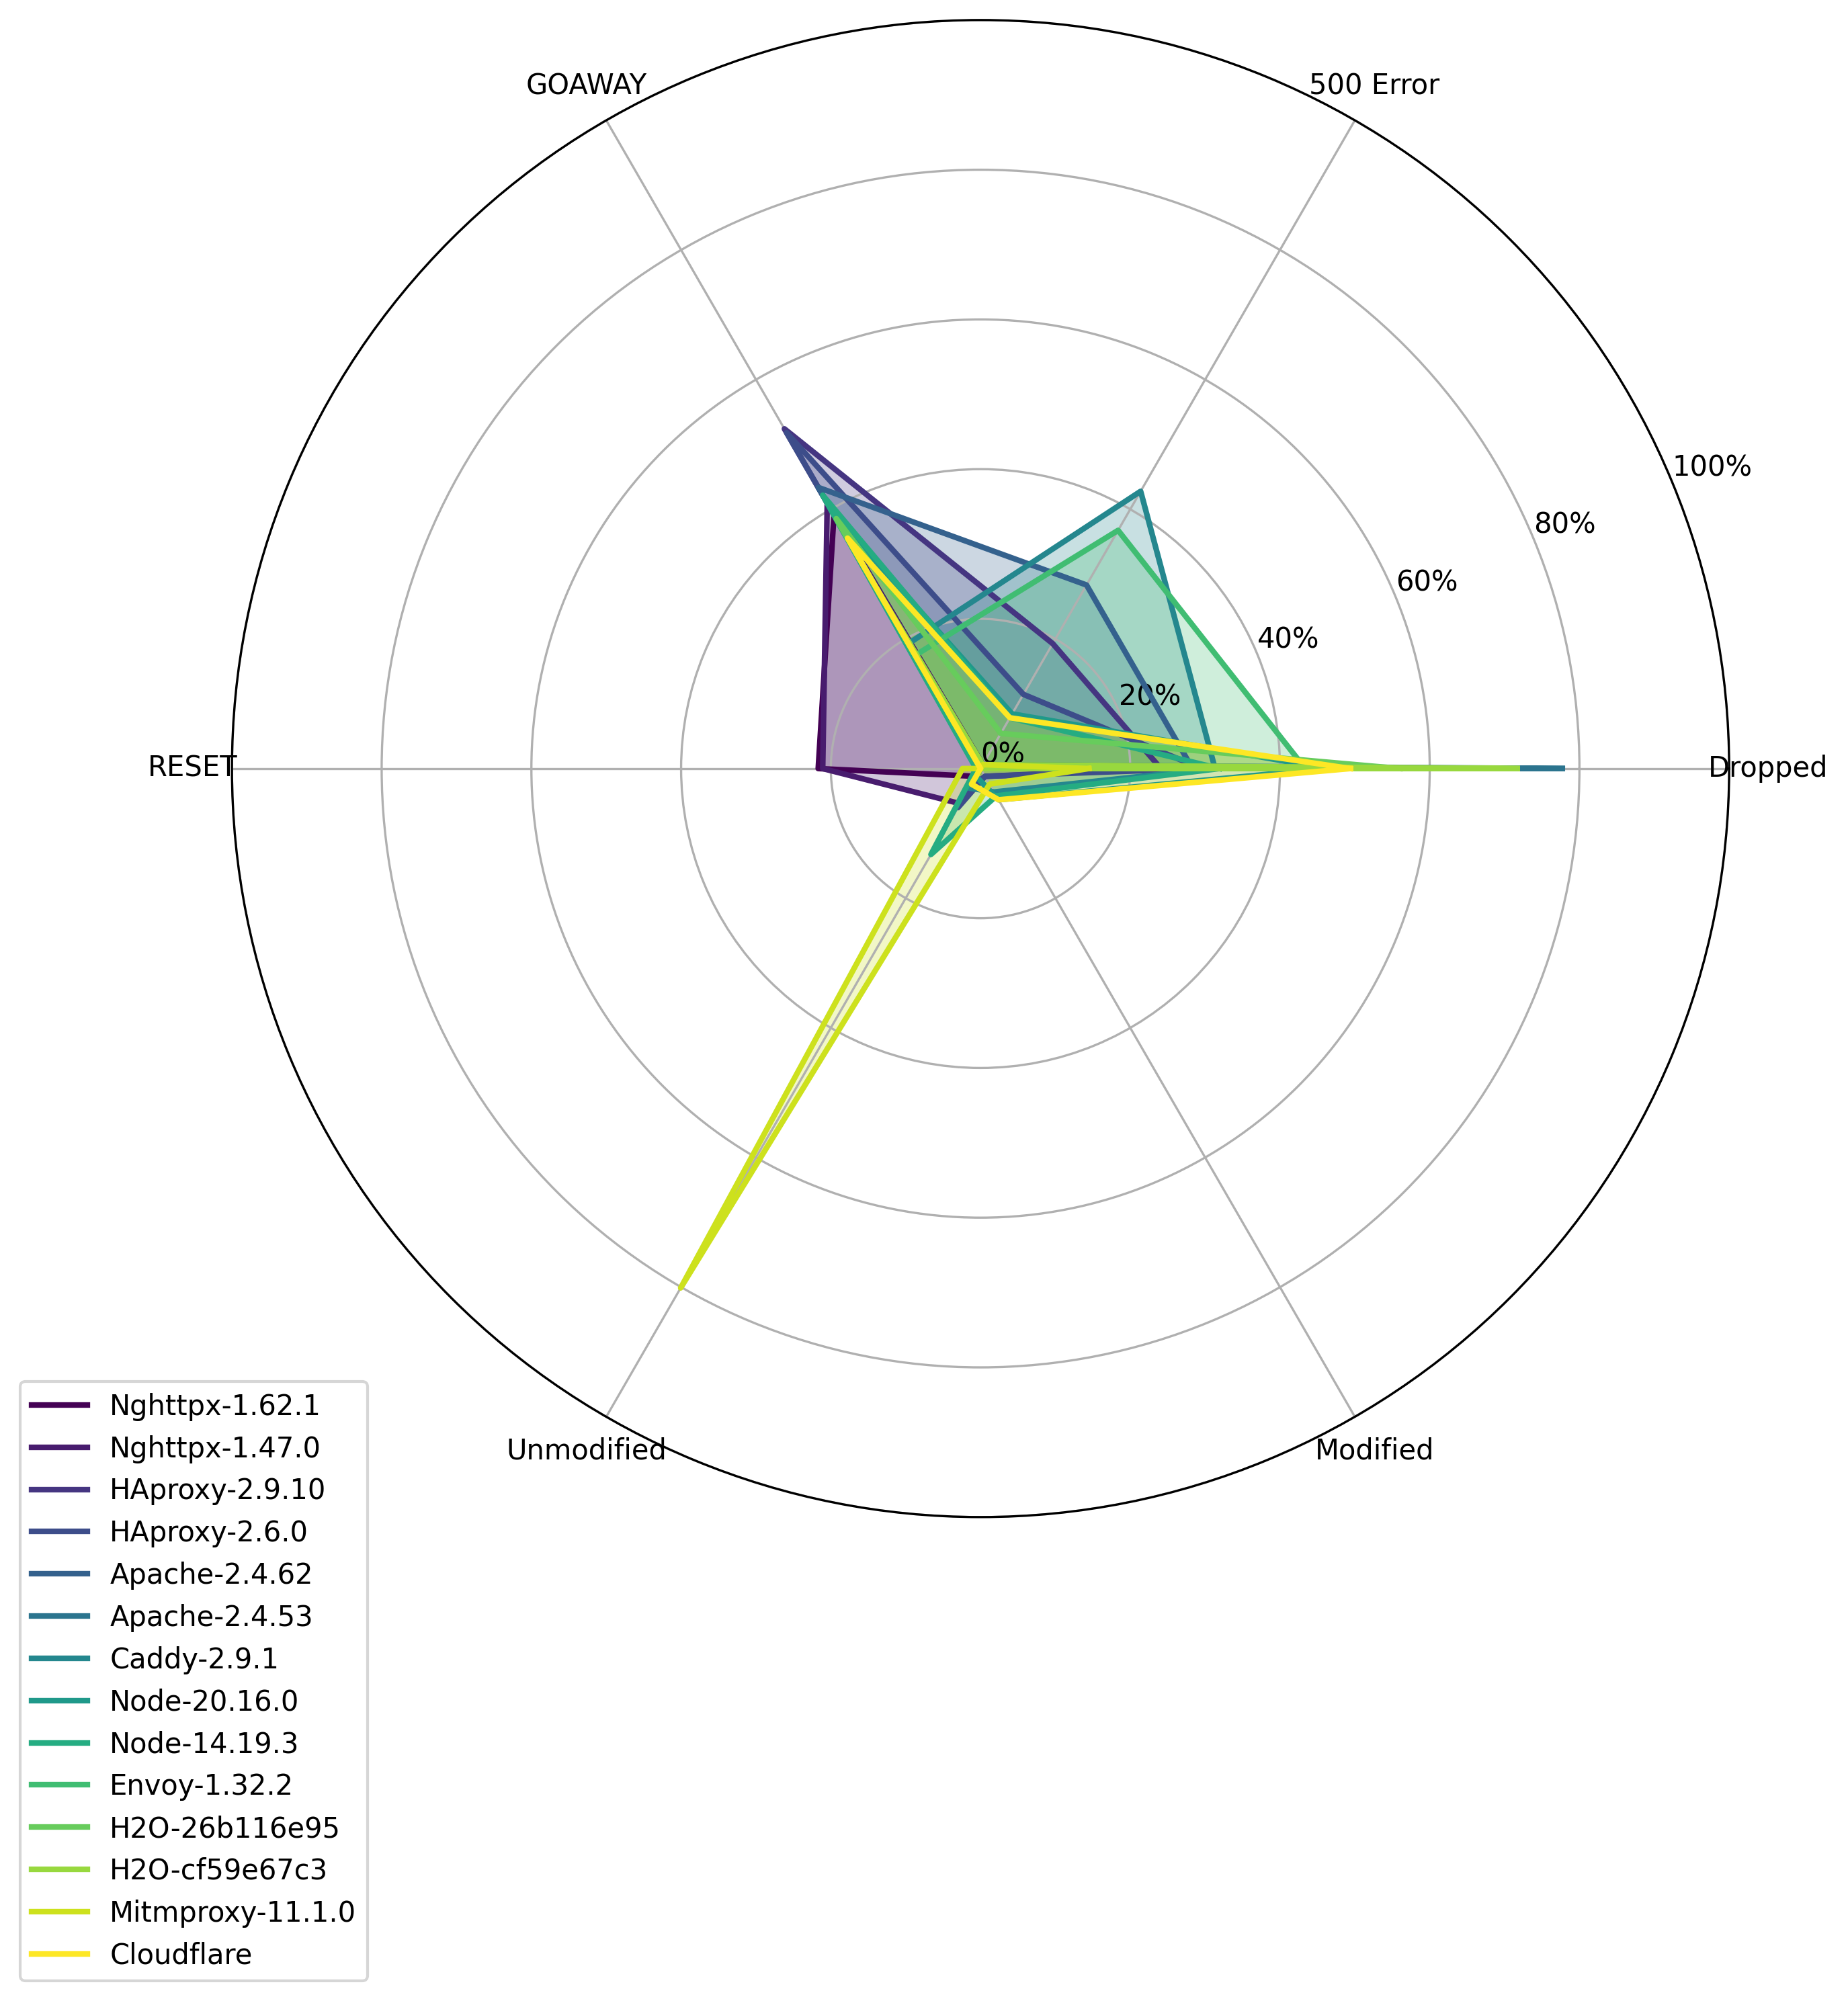 GOAWAY
500 Error
100%
80%
60%
40%
20%
0%
RESET
Dropped
Unmodified
Modified
Nghttpx-1.62.1
Nghttpx-1.47.0
HAproxy-2.9.10
HAproxy-2.6.0
Apache-2.4.62
Apache-2.4.53
Caddy-2.9.1
Node-20.16.0
Node-14.19.3
Envoy-1.32.2
H2O-26b116e95
H2O-cf59e67c3
Mitmproxy-11.1.0
Cloudflare